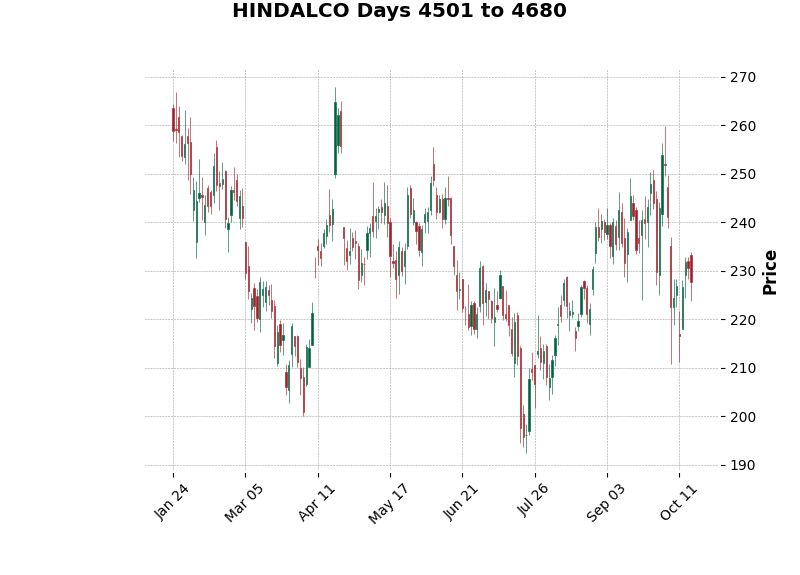 HINDALCO Days 4501 to 4680
270
260
250
240
230
220
210
200
190
Price
Jan 24
Mar 05
Apr 11
May 17
Jun 21
Jul 26
Sep 03
Oct 11